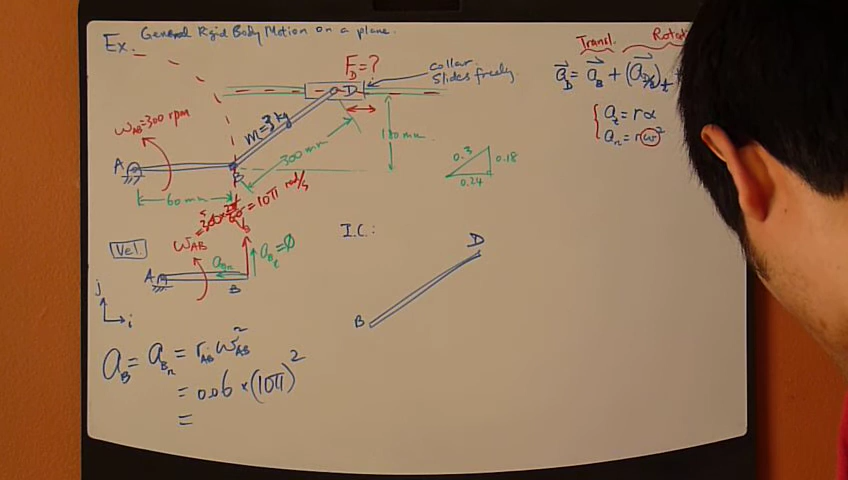 Ex. General Rigid Body Motion on a plane.
F_D = ?
collar
Slides freely
D
ω_AB = 300 rpm
m = 3 kg
300 mm
180 mm
A
B
60 mm
= 10π rad/s
Transl.
a_D = a_B + (a_D/B)_t +
a_t = rα
a_n = rω²
0.3
0.18
0.24
Vel.
ω_AB
a_Bn
a_Bt = 0
A
B
j
i
I.C.:
D
B
a_B = a_Bn = r_AB ω_AB²
= 0.06 × (10π)²
=